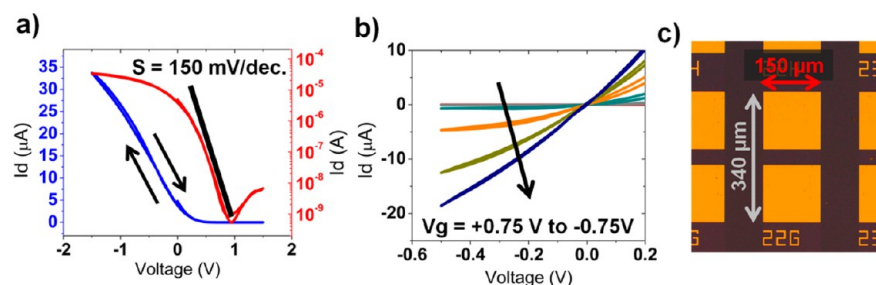 a)
S = 150 mV/dec.
35
30
25
20
15
10
5
0
Id (μA)
10⁻⁴
10⁻⁵
10⁻⁶
10⁻⁷
10⁻⁸
10⁻⁹
Id (A)
-2 -1 0 1 2
Voltage (V)
b)
10
0
-10
-20
Id (μA)
Vg = +0.75 V to -0.75V
-0.6 -0.4 -0.2 0.0 0.2
Voltage (V)
c)
150 μm
340 μm
22G